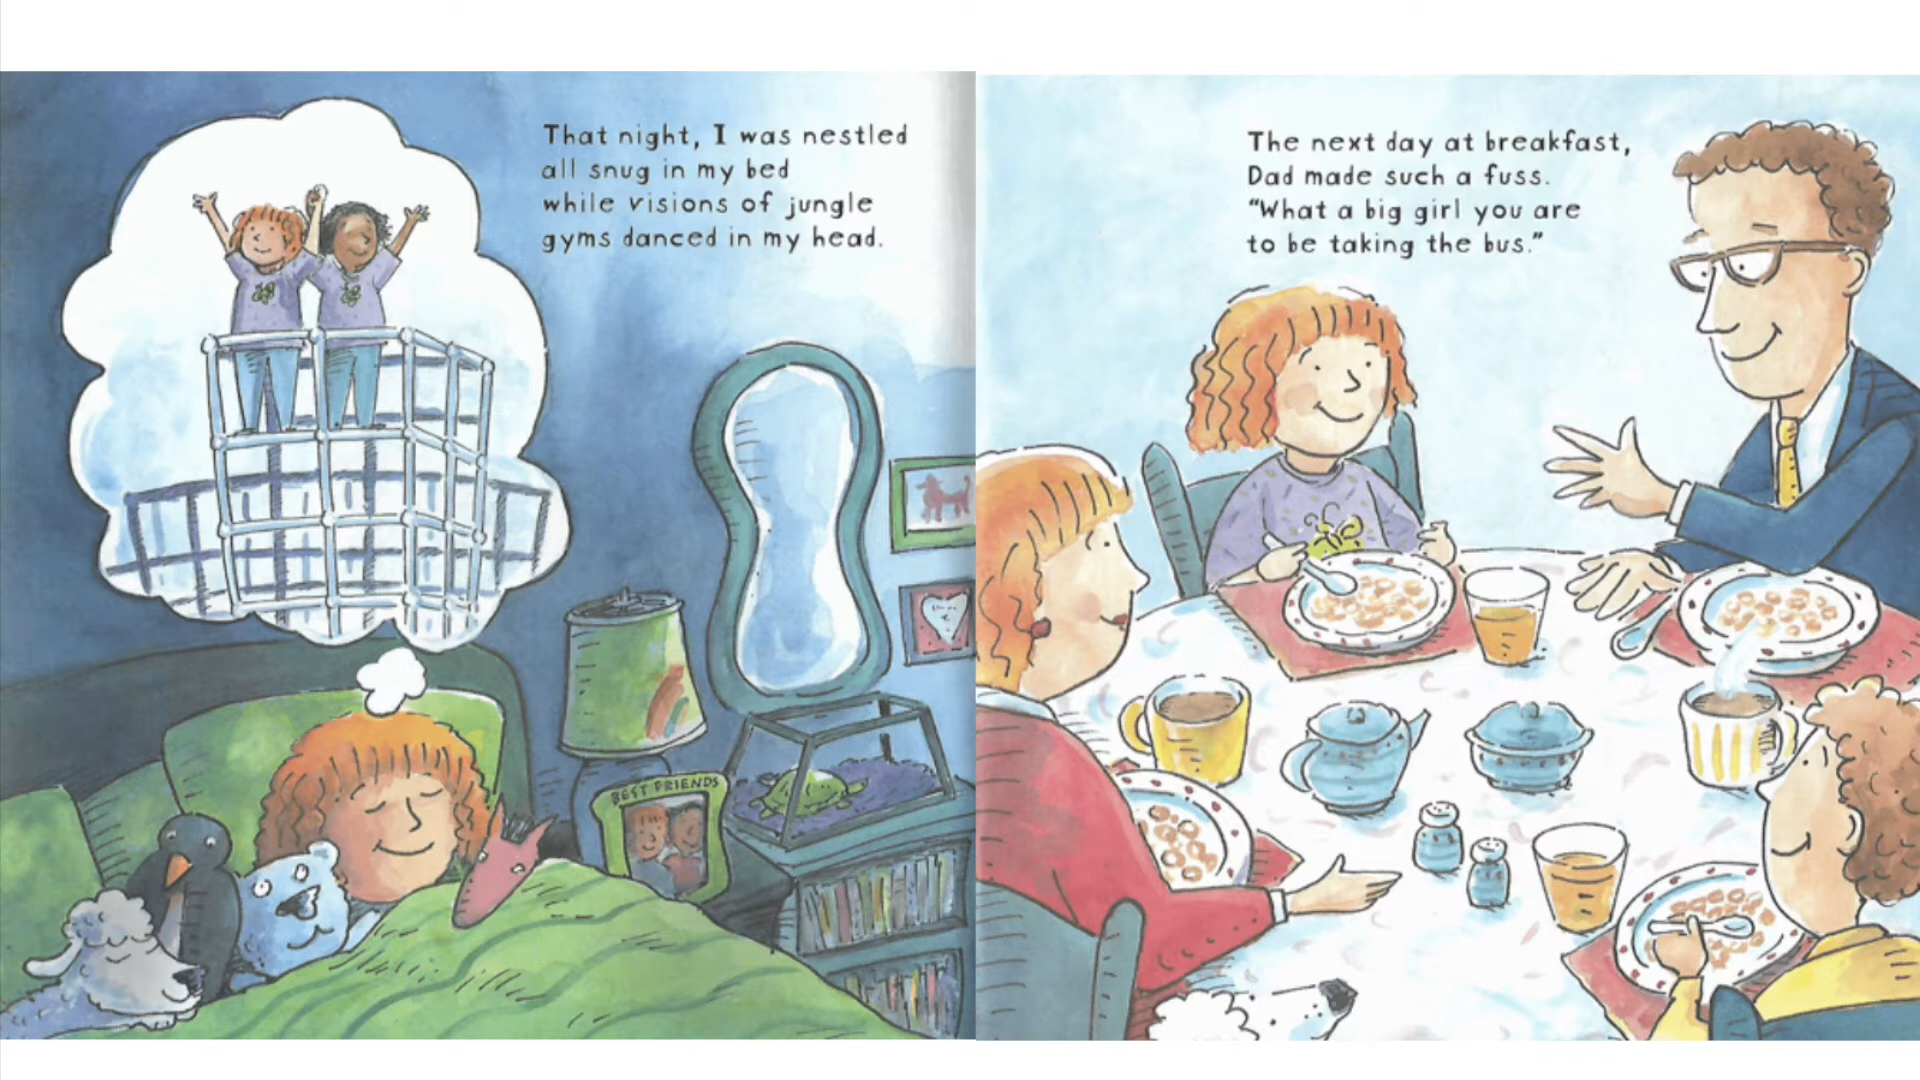 That night, I was nestled
all snug in my bed
while visions of jungle
gyms danced in my head.
BEST FRIENDS
The next day at breakfast,
Dad made such a fuss.
“What a big girl you are
to be taking the bus.”